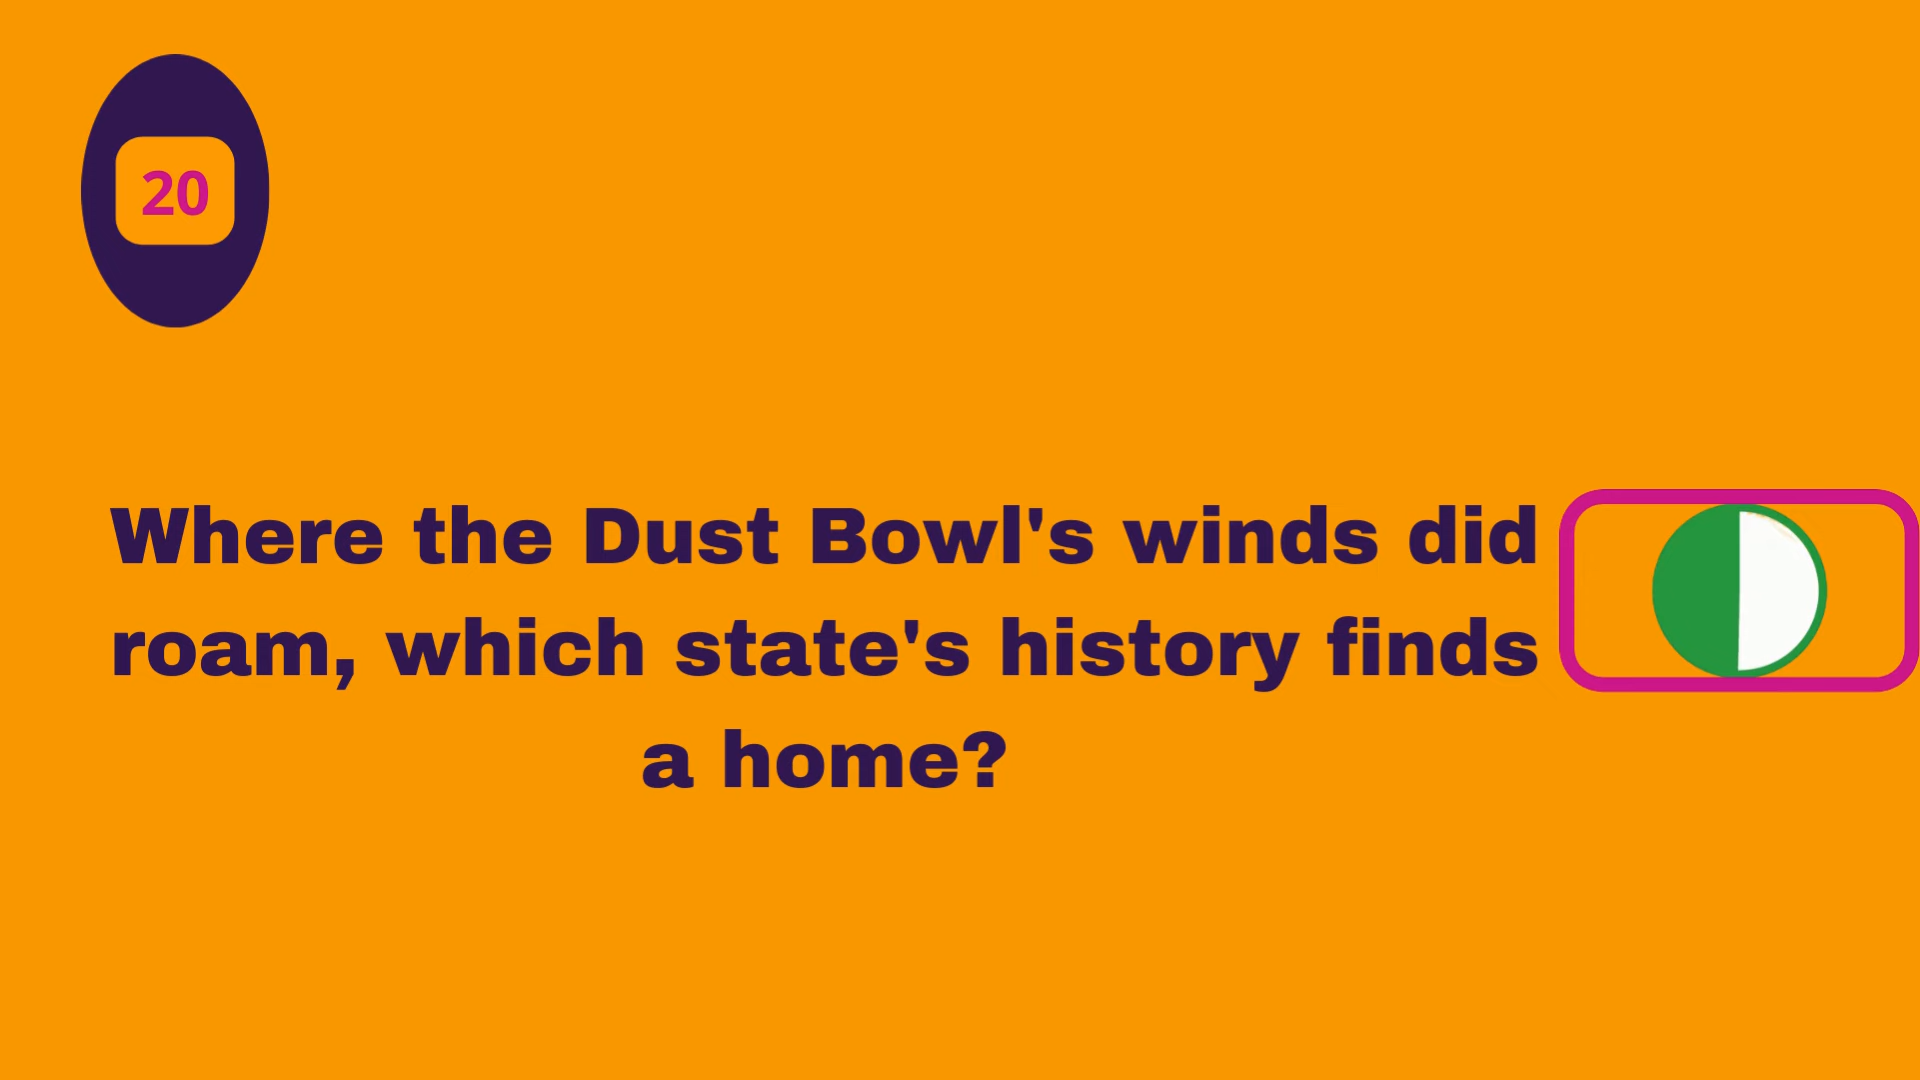 20
Where the Dust Bowl's winds did
roam, which state's history finds
a home?